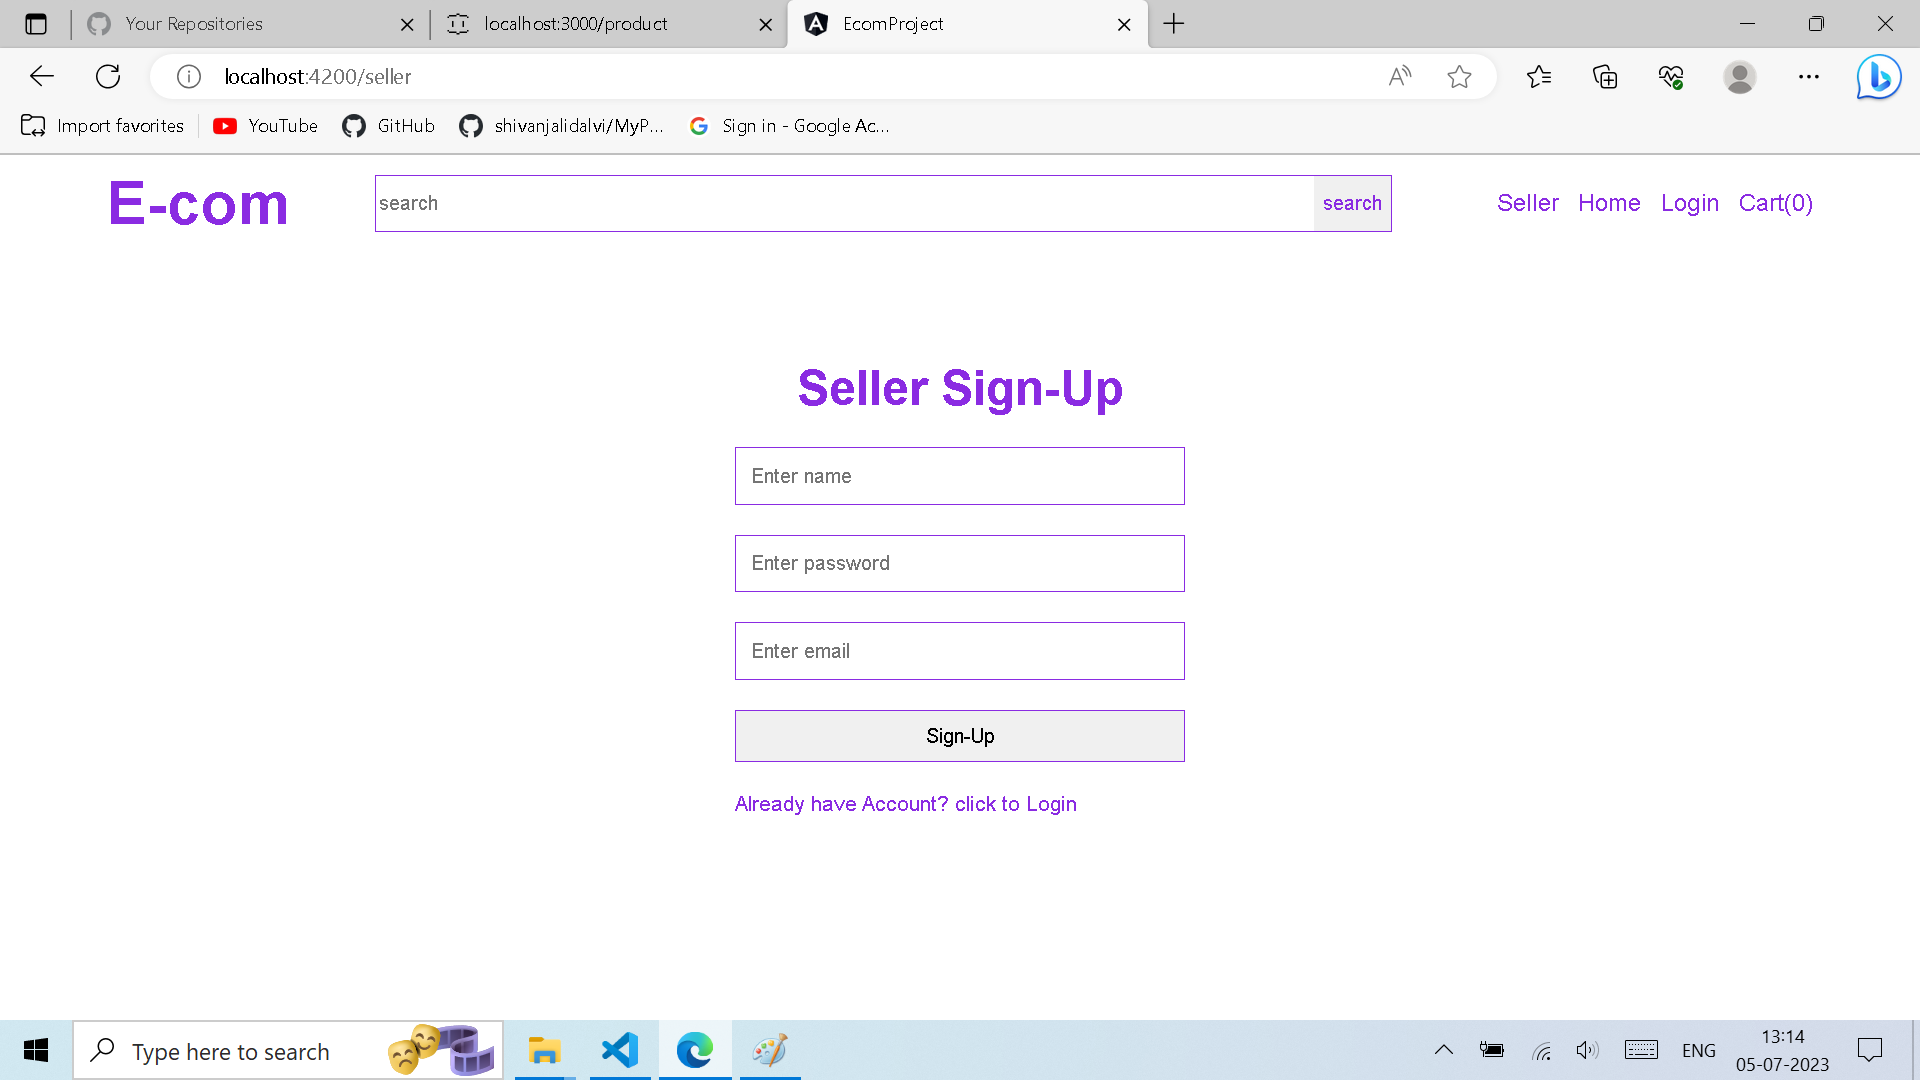 Your Repositories
localhost:3000/product
EcomProject
localhost:4200/seller
Import favorites
YouTube
GitHub
shivanjalidalvi/MyP...
Sign in - Google Ac...
E-com
search
search
Seller
Home
Login
Cart(0)
Seller Sign-Up
Enter name
Enter password
Enter email
Sign-Up
Already have Account? click to Login
Type here to search
ENG
13:14
05-07-2023